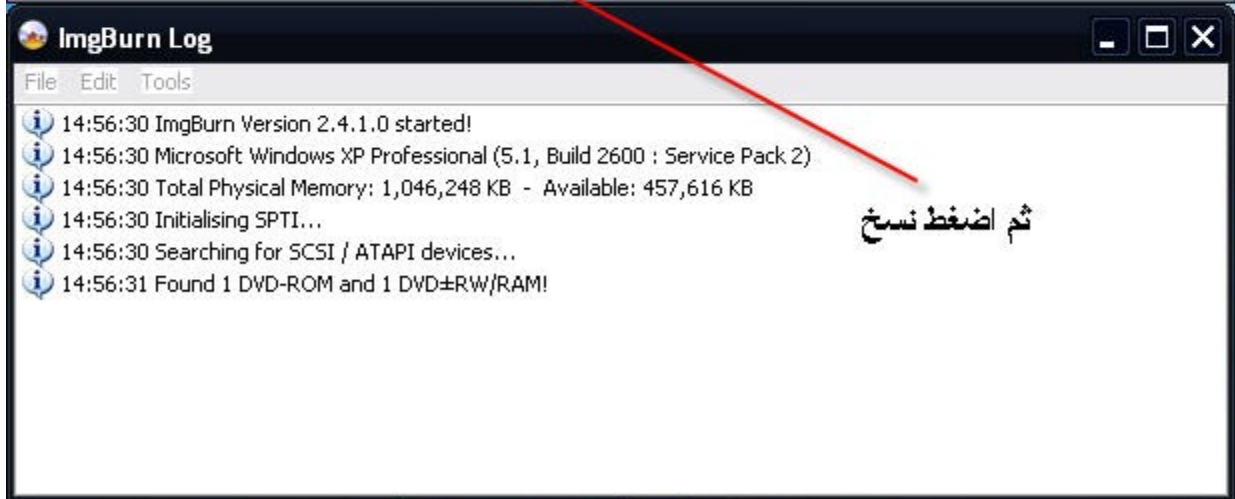 ImgBurn Log
File Edit Tools
14:56:30 ImgBurn Version 2.4.1.0 started!
14:56:30 Microsoft Windows XP Professional (5.1, Build 2600 : Service Pack 2)
14:56:30 Total Physical Memory: 1,046,248 KB - Available: 457,616 KB
14:56:30 Initialising SPTI...
14:56:30 Searching for SCSI / ATAPI devices...
14:56:31 Found 1 DVD-ROM and 1 DVD±RW/RAM!
ثم اضغط نسخ